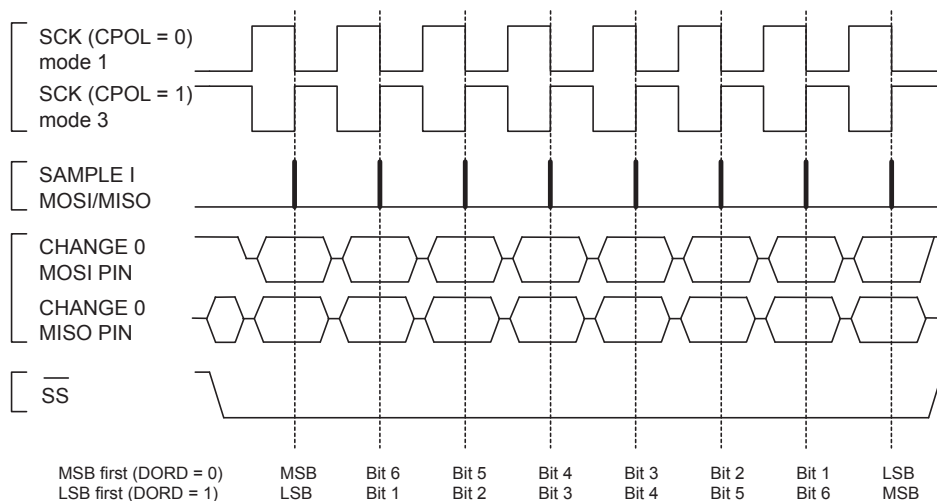 SCK (CPOL = 0)
mode 1
SCK (CPOL = 1)
mode 3
SAMPLE I
MOSI/MISO
CHANGE 0
MOSI PIN
CHANGE 0
MISO PIN
SS
MSB first (DORD = 0) MSB Bit 6 Bit 5 Bit 4 Bit 3 Bit 2 Bit 1 LSB
LSB first (DORD = 1) LSB Bit 1 Bit 2 Bit 3 Bit 4 Bit 5 Bit 6 MSB